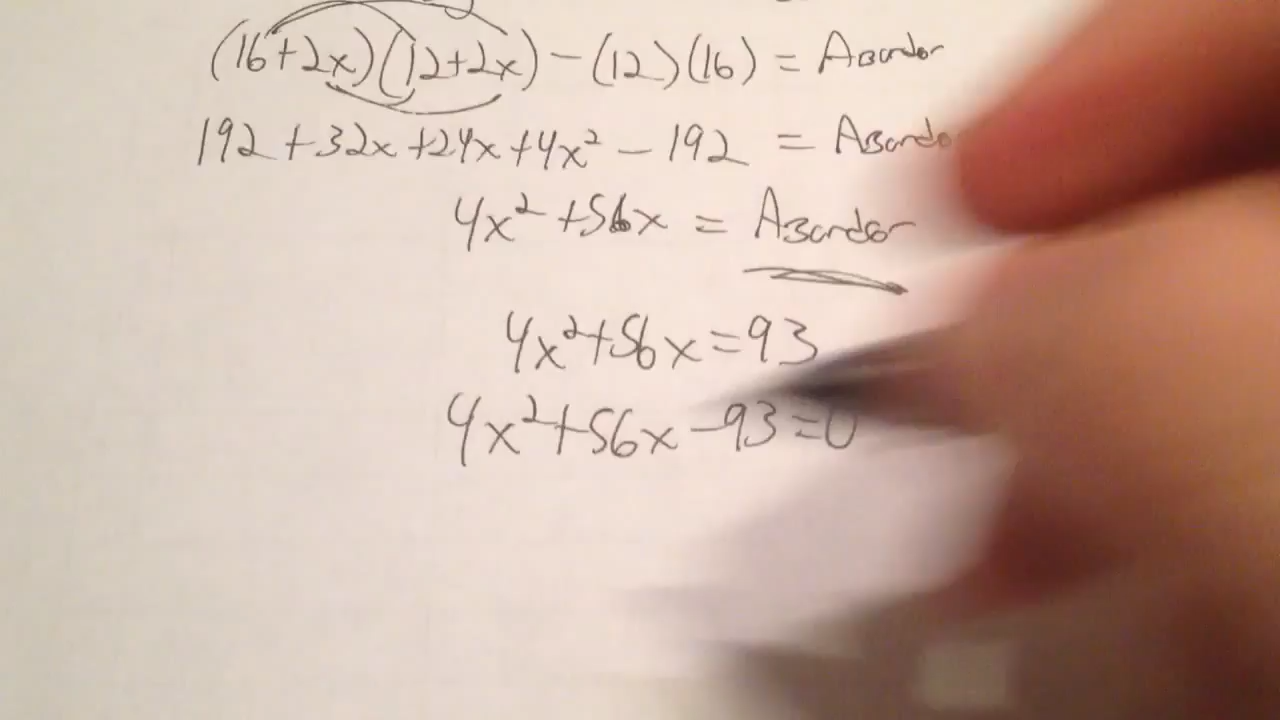 (16+2x)(12+2x) - (12)(16) = Aborder
192 + 32x + 24x + 4x² - 192 = Aborde
4x² + 56x = Aborder
4x² + 56x = 93
4x² + 56x - 93 = 0